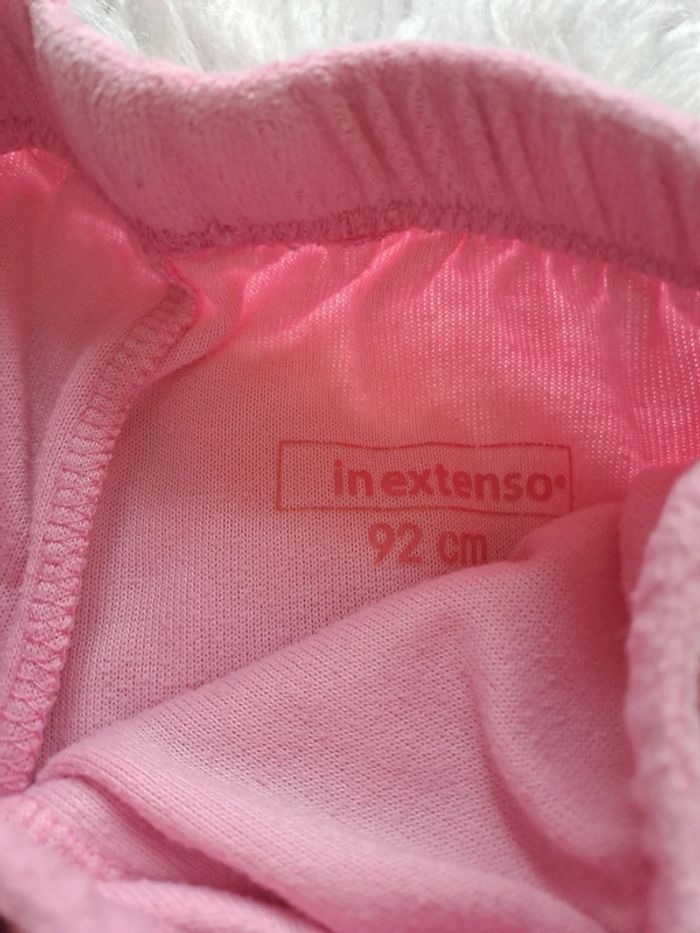 in extenso
92 cm